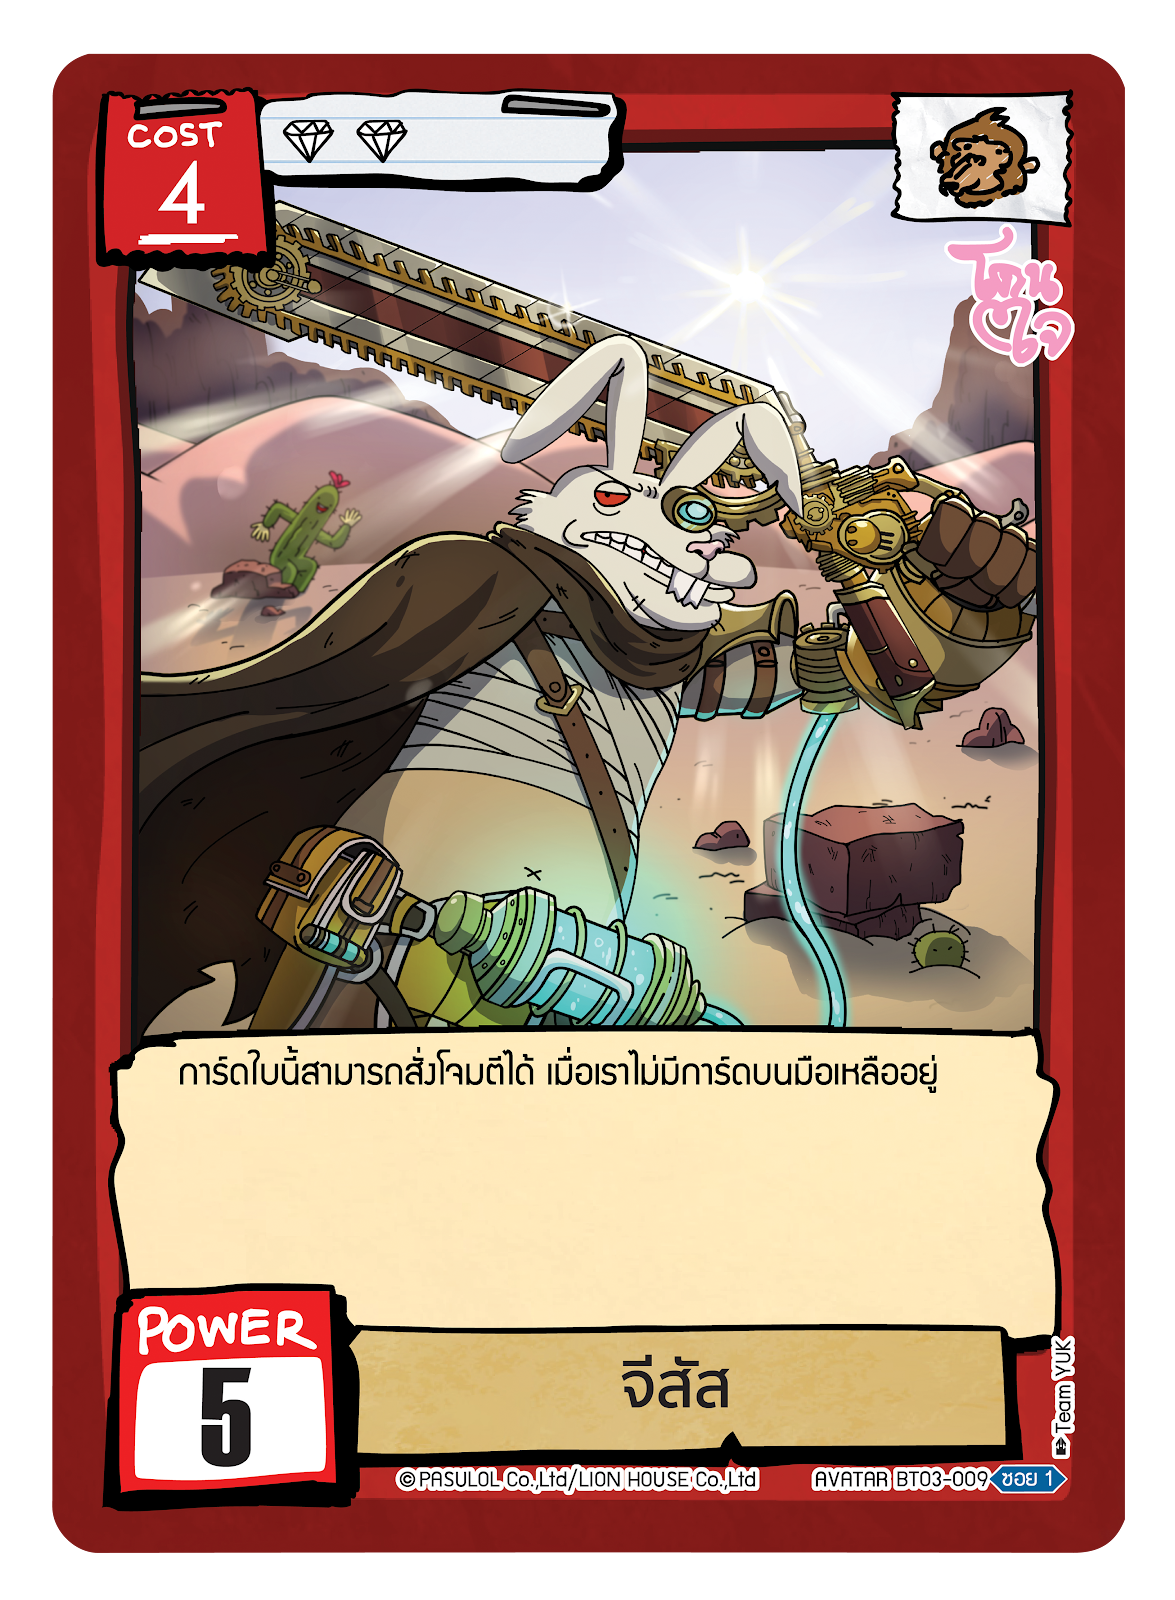 COST
4
โดนใจ
การ์ดใบนี้สามารถสั่งโจมตีได้ เมื่อเราไม่มีการ์ดบนมือเหลืออยู่
POWER
5
จีสัส
Team YUK
© PASULOL Co.,Ltd/LION HOUSE Co.,Ltd
AVATAR BT03-009 ซอย 1